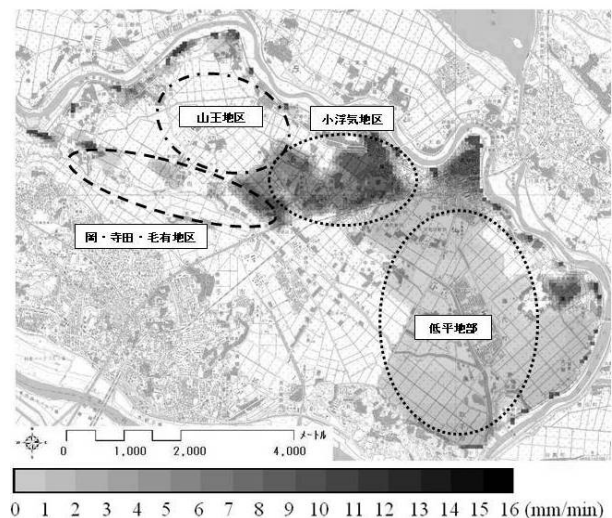 山王地区
小浮気地区
岡・寺田・毛有地区
低平地部
メートル
0 1,000 2,000 4,000
0 1 2 3 4 5 6 7 8 9 10 11 12 13 14 15 16 (mm/min)